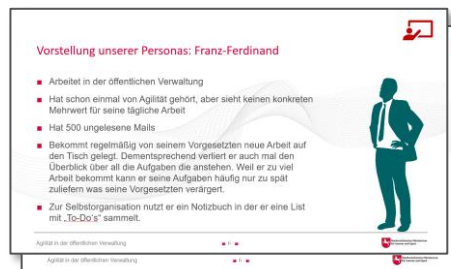 Vorstellung unserer Personas: Franz-Ferdinand
Arbeitet in der öffentlichen Verwaltung
Hat schon einmal von Agilität gehört, aber sieht keinen konkreten
Mehrwert für seine tägliche Arbeit
Hat 500 ungelesene Mails
Bekommt regelmäßig von seinem Vorgesetzten neue Arbeit auf
den Tisch gelegt. Dementsprechend verliert er auch mal den
Überblick über all die Aufgaben die anstehen. Weil er zu viel
Arbeit bekommt kann er seine Aufgaben häufig nur zu spät
zuliefern was seine Vorgesetzten verärgert.
Zur Selbstorganisation nutzt er ein Notizbuch in der er eine List
mit „To-Do's“ sammelt.
Agilität in der öffentlichen Verwaltung
6
Agilität in der öffentlichen Verwaltung
6